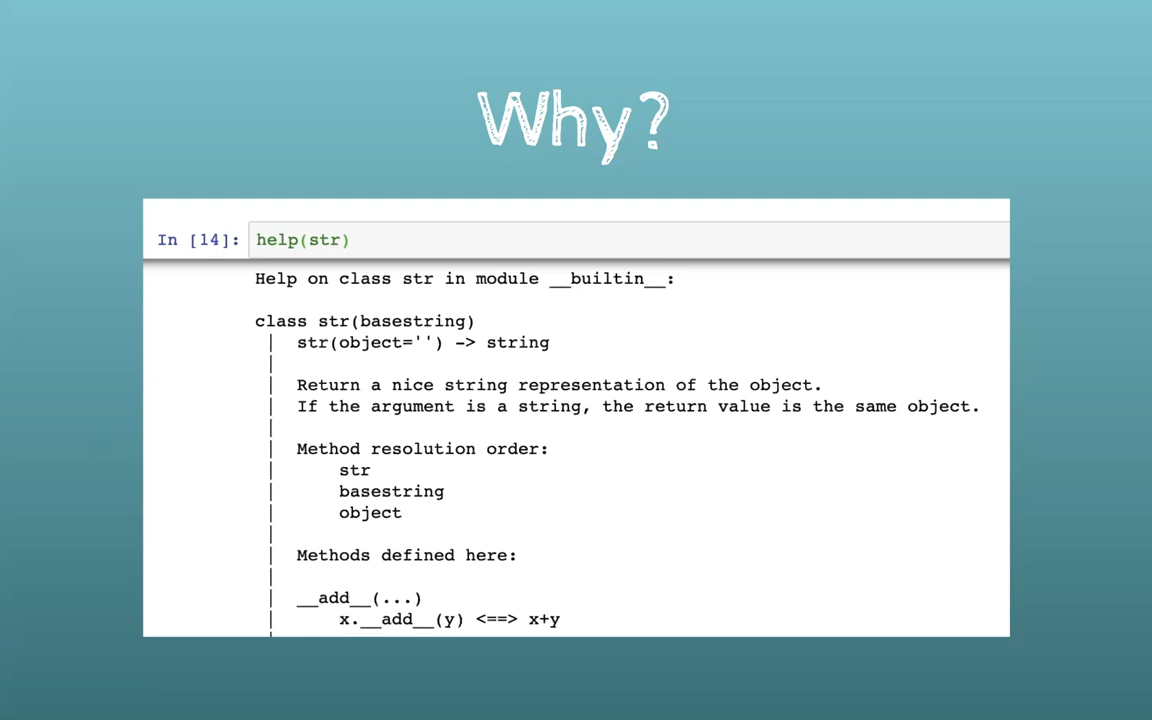 Why?
In [14]: help(str)
Help on class str in module __builtin__:
class str(basestring)
 |  str(object='') -> string
 |
 |  Return a nice string representation of the object.
 |  If the argument is a string, the return value is the same object.
 |
 |  Method resolution order:
 |      str
 |      basestring
 |      object
 |
 |  Methods defined here:
 |
 |  __add__(...)
 |      x.__add__(y) <==> x+y